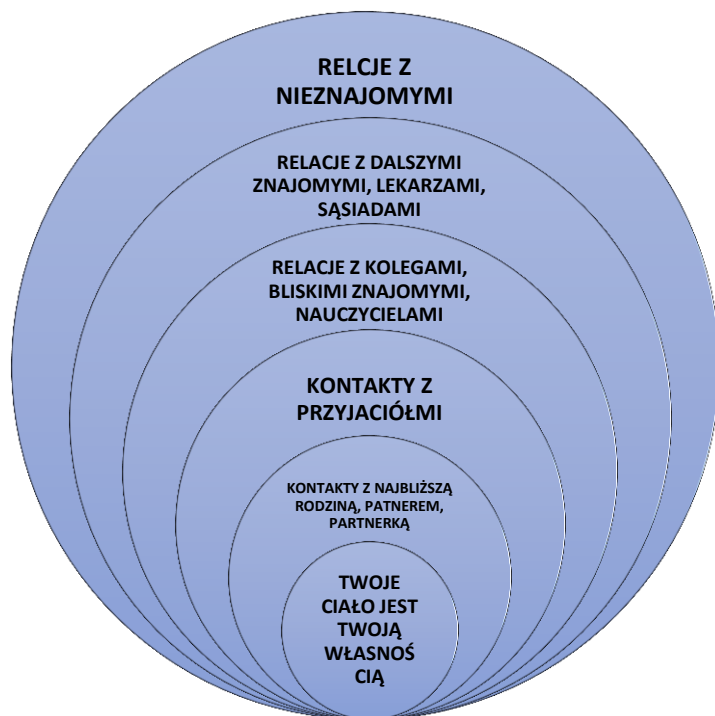 RELCJE Z
NIEZNAJOMYMI
RELACJE Z DALSZYMI
ZNAJOMYMI, LEKARZAMI,
SĄSIADAMI
RELACJE Z KOLEGAMI,
BLISKIMI ZNAJOMYMI,
NAUCZYCIELAMI
KONTAKTY Z
PRZYJACIÓŁMI
KONTAKTY Z NAJBLIŻSZĄ
RODZINĄ, PATNEREM,
PARTNERKĄ
TWOJE
CIAŁO JEST
TWOJĄ
WŁASNOŚ
CIĄ